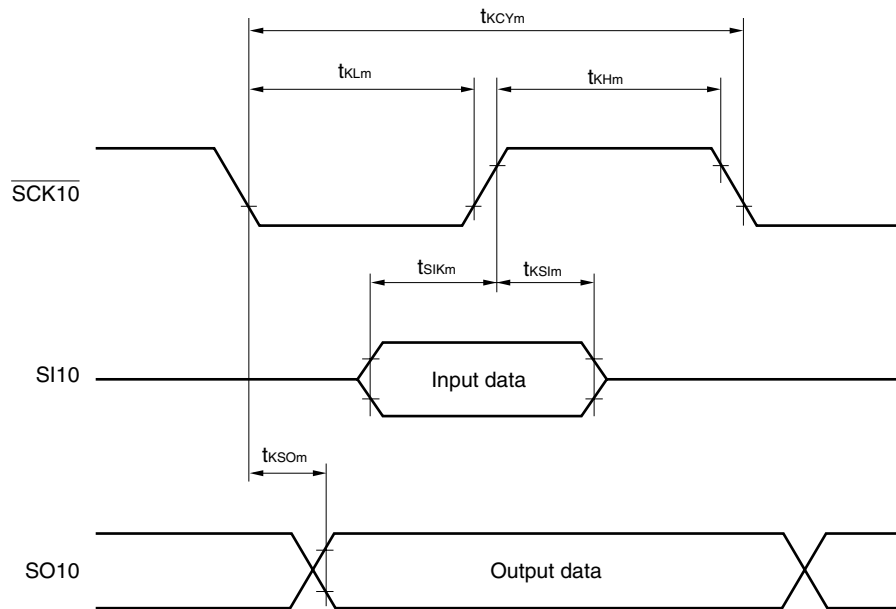 tKCYm
tKLm
tKHm
SCK10
tSIKm
tKSIm
SI10
Input data
tKSOm
SO10
Output data